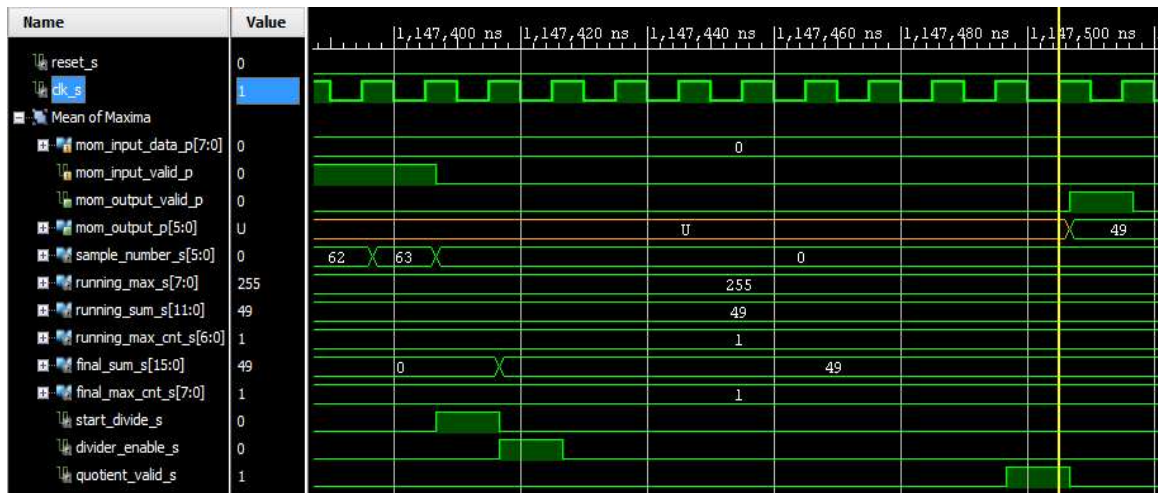 Name Value
1,147,400 ns 1,147,420 ns 1,147,440 ns 1,147,460 ns 1,147,480 ns 1,147,500 ns
reset_s 0
clk_s 1
Mean of Maxima
mom_input_data_p[7:0] 0 0
mom_input_valid_p 0
mom_output_valid_p 0
mom_output_p[5:0] U U 49
sample_number_s[5:0] 0 62 63 0
running_max_s[7:0] 255 255
running_sum_s[11:0] 49 49
running_max_cnt_s[6:0] 1 1
final_sum_s[15:0] 49 0 49
final_max_cnt_s[7:0] 1 1
start_divide_s 0
divider_enable_s 0
quotient_valid_s 1